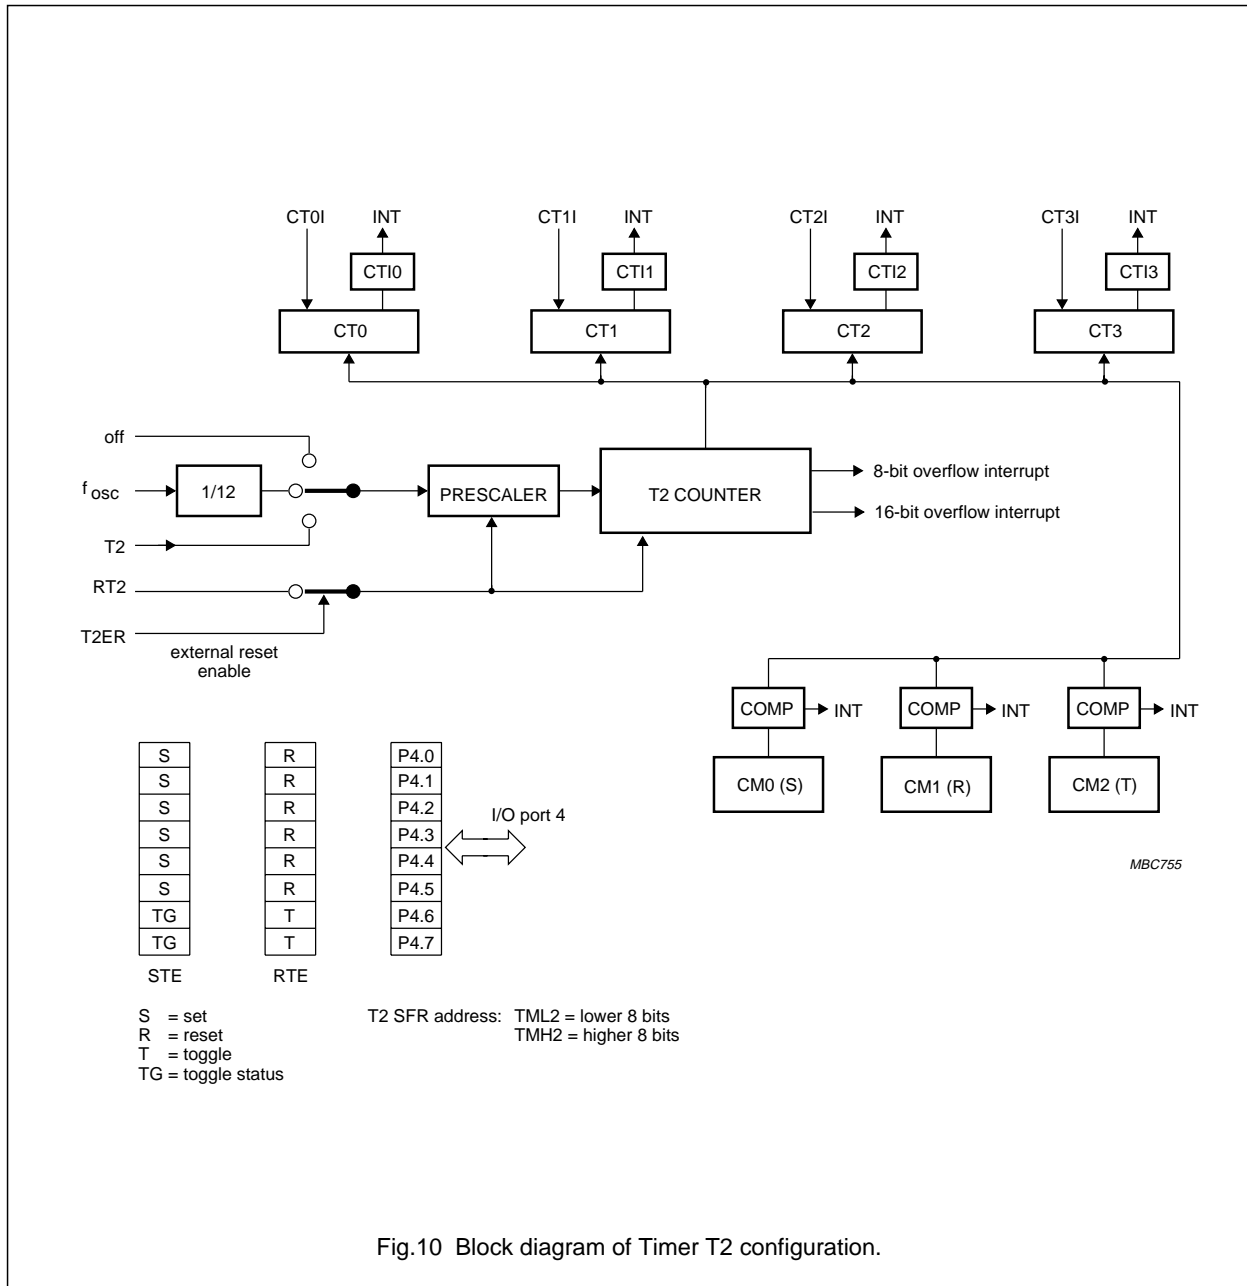 CT0I INT CT1I INT CT2I INT CT3I INT
CTI0 CTI1 CTI2 CTI3
CT0 CT1 CT2 CT3
off
fosc 1/12 PRESCALER T2 COUNTER 8-bit overflow interrupt
16-bit overflow interrupt
T2
RT2
T2ER
external reset
enable
COMP INT COMP INT COMP INT
CM0 (S) CM1 (R) CM2 (T)
S R P4.0
S R P4.1
S R P4.2
S R P4.3
S R P4.4
S R P4.5
TG T P4.6
TG T P4.7
I/O port 4
STE RTE
MBC755
S = set
R = reset
T = toggle
TG = toggle status
T2 SFR address: TML2 = lower 8 bits
TMH2 = higher 8 bits
Fig.10 Block diagram of Timer T2 configuration.